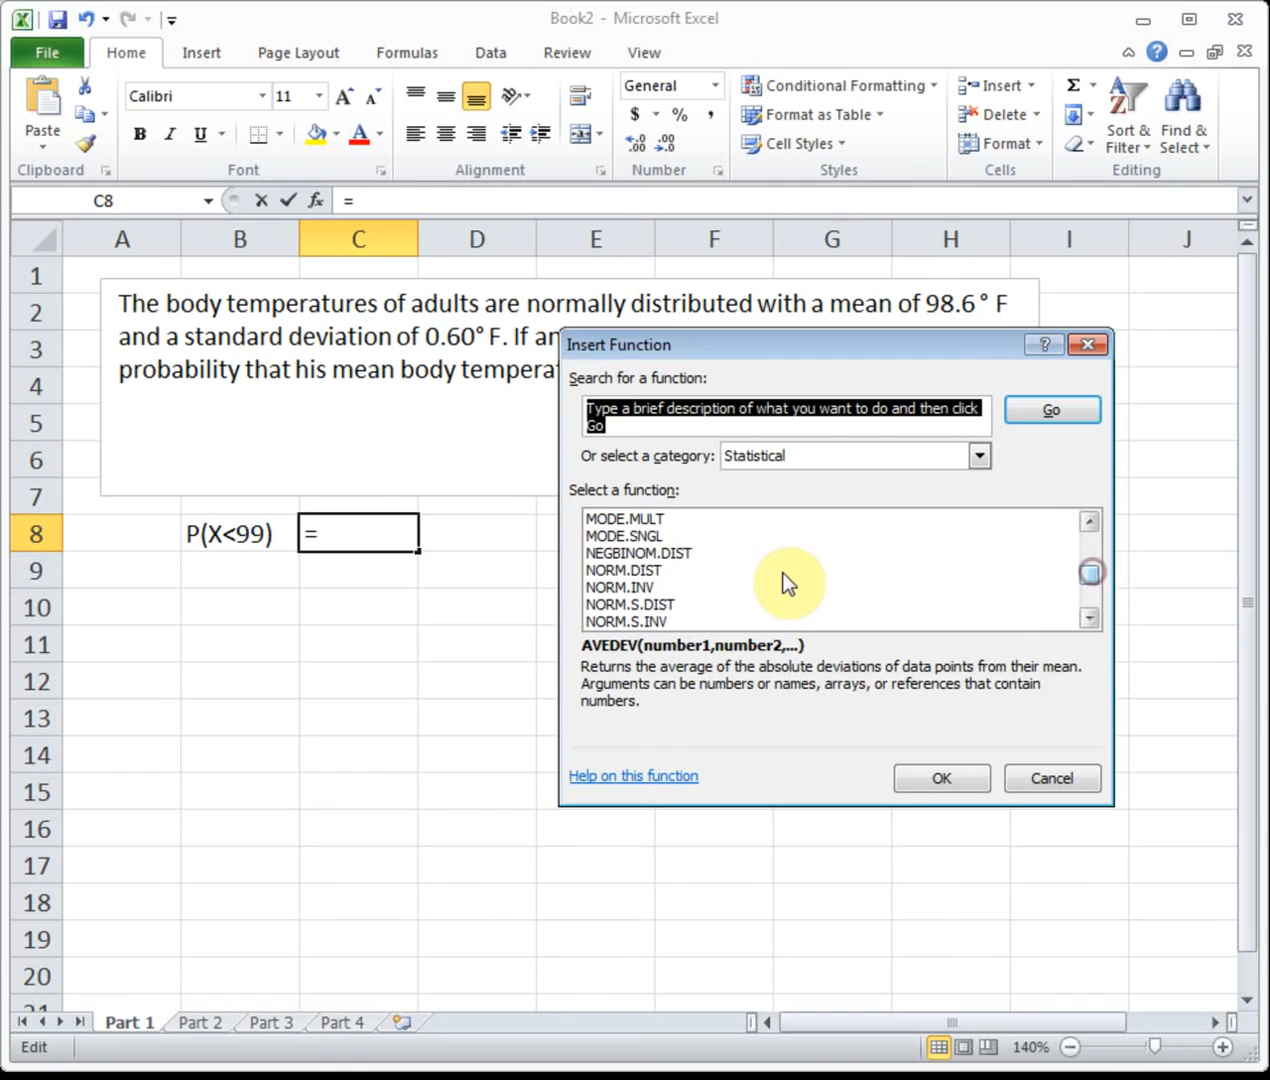 Book2 - Microsoft Excel
File Home Insert Page Layout Formulas Data Review View
Calibri 11 General Conditional Formatting Insert Σ
Paste Format as Table Delete
B I U A $ % , Cell Styles Format Sort & Filter Find & Select
Clipboard Font Alignment Number Styles Cells Editing
C8 fx =
A B C D E F G H I J
1
2
3
4
5
6
7
8
9
10
11
12
13
14
15
16
17
18
19
20
The body temperatures of adults are normally distributed with a mean of 98.6° F
and a standard deviation of 0.60° F. If an
probability that his mean body tempera
P(X<99) =
Insert Function
Search for a function:
Type a brief description of what you want to do and then click
Go
Go
Or select a category: Statistical
Select a function:
MODE.MULT
MODE.SNGL
NEGBINOM.DIST
NORM.DIST
NORM.INV
NORM.S.DIST
NORM.S.INV
AVEDEV(number1,number2,...)
Returns the average of the absolute deviations of data points from their mean.
Arguments can be numbers or names, arrays, or references that contain
numbers.
Help on this function OK Cancel
Part 1 Part 2 Part 3 Part 4
Edit 140%